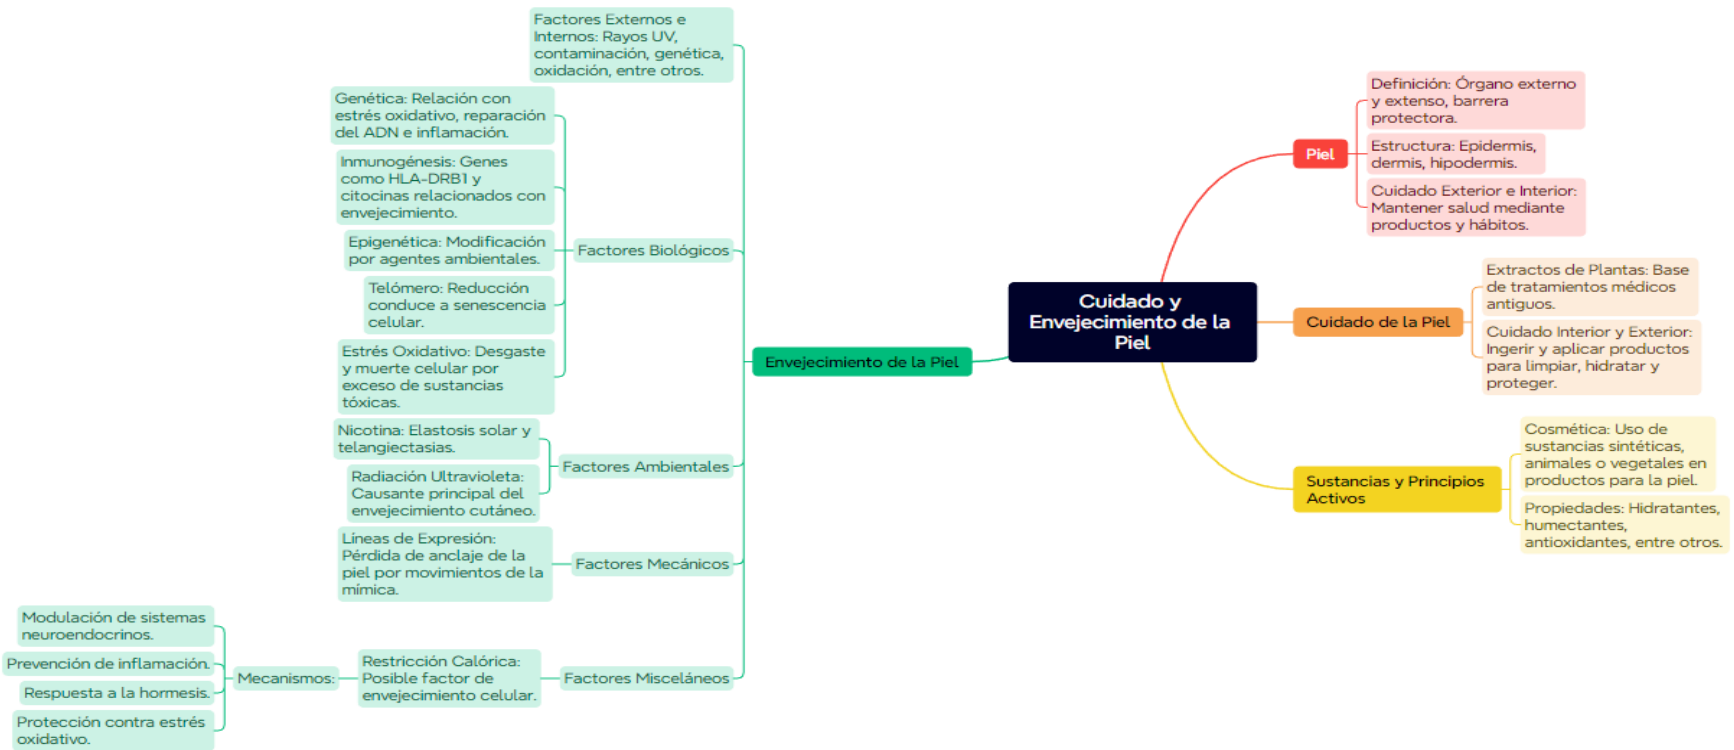 Cuidado y
Envejecimiento de la
Piel
Piel
Definición: Órgano externo
y extenso, barrera
protectora.
Estructura: Epidermis,
dermis, hipodermis.
Cuidado Exterior e Interior:
Mantener salud mediante
productos y hábitos.
Cuidado de la Piel
Extractos de Plantas: Base
de tratamientos médicos
antiguos.
Cuidado Interior y Exterior:
Ingerir y aplicar productos
para limpiar, hidratar y
proteger.
Sustancias y Principios
Activos
Cosmética: Uso de
sustancias sintéticas,
animales o vegetales en
productos para la piel.
Propiedades: Hidratantes,
humectantes,
antioxidantes, entre otros.
Envejecimiento de la Piel
Factores Externos e
Internos: Rayos UV,
contaminación, genética,
oxidación, entre otros.
Factores Biológicos
Genética: Relación con
estrés oxidativo, reparación
del ADN e inflamación.
Inmunogénesis: Genes
como HLA-DRB1 y
citocinas relacionados con
envejecimiento.
Epigenética: Modificación
por agentes ambientales.
Telómero: Reducción
conduce a senescencia
celular.
Estrés Oxidativo: Desgaste
y muerte celular por
exceso de sustancias
tóxicas.
Factores Ambientales
Nicotina: Elastosis solar y
telangiectasias.
Radiación Ultravioleta:
Causante principal del
envejecimiento cutáneo.
Factores Mecánicos
Líneas de Expresión:
Pérdida de anclaje de la
piel por movimientos de la
mímica.
Factores Misceláneos
Restricción Calórica:
Posible factor de
envejecimiento celular.
Mecanismos:
Modulación de sistemas
neuroendocrinos.
Prevención de inflamación.
Respuesta a la hormesis.
Protección contra estrés
oxidativo.